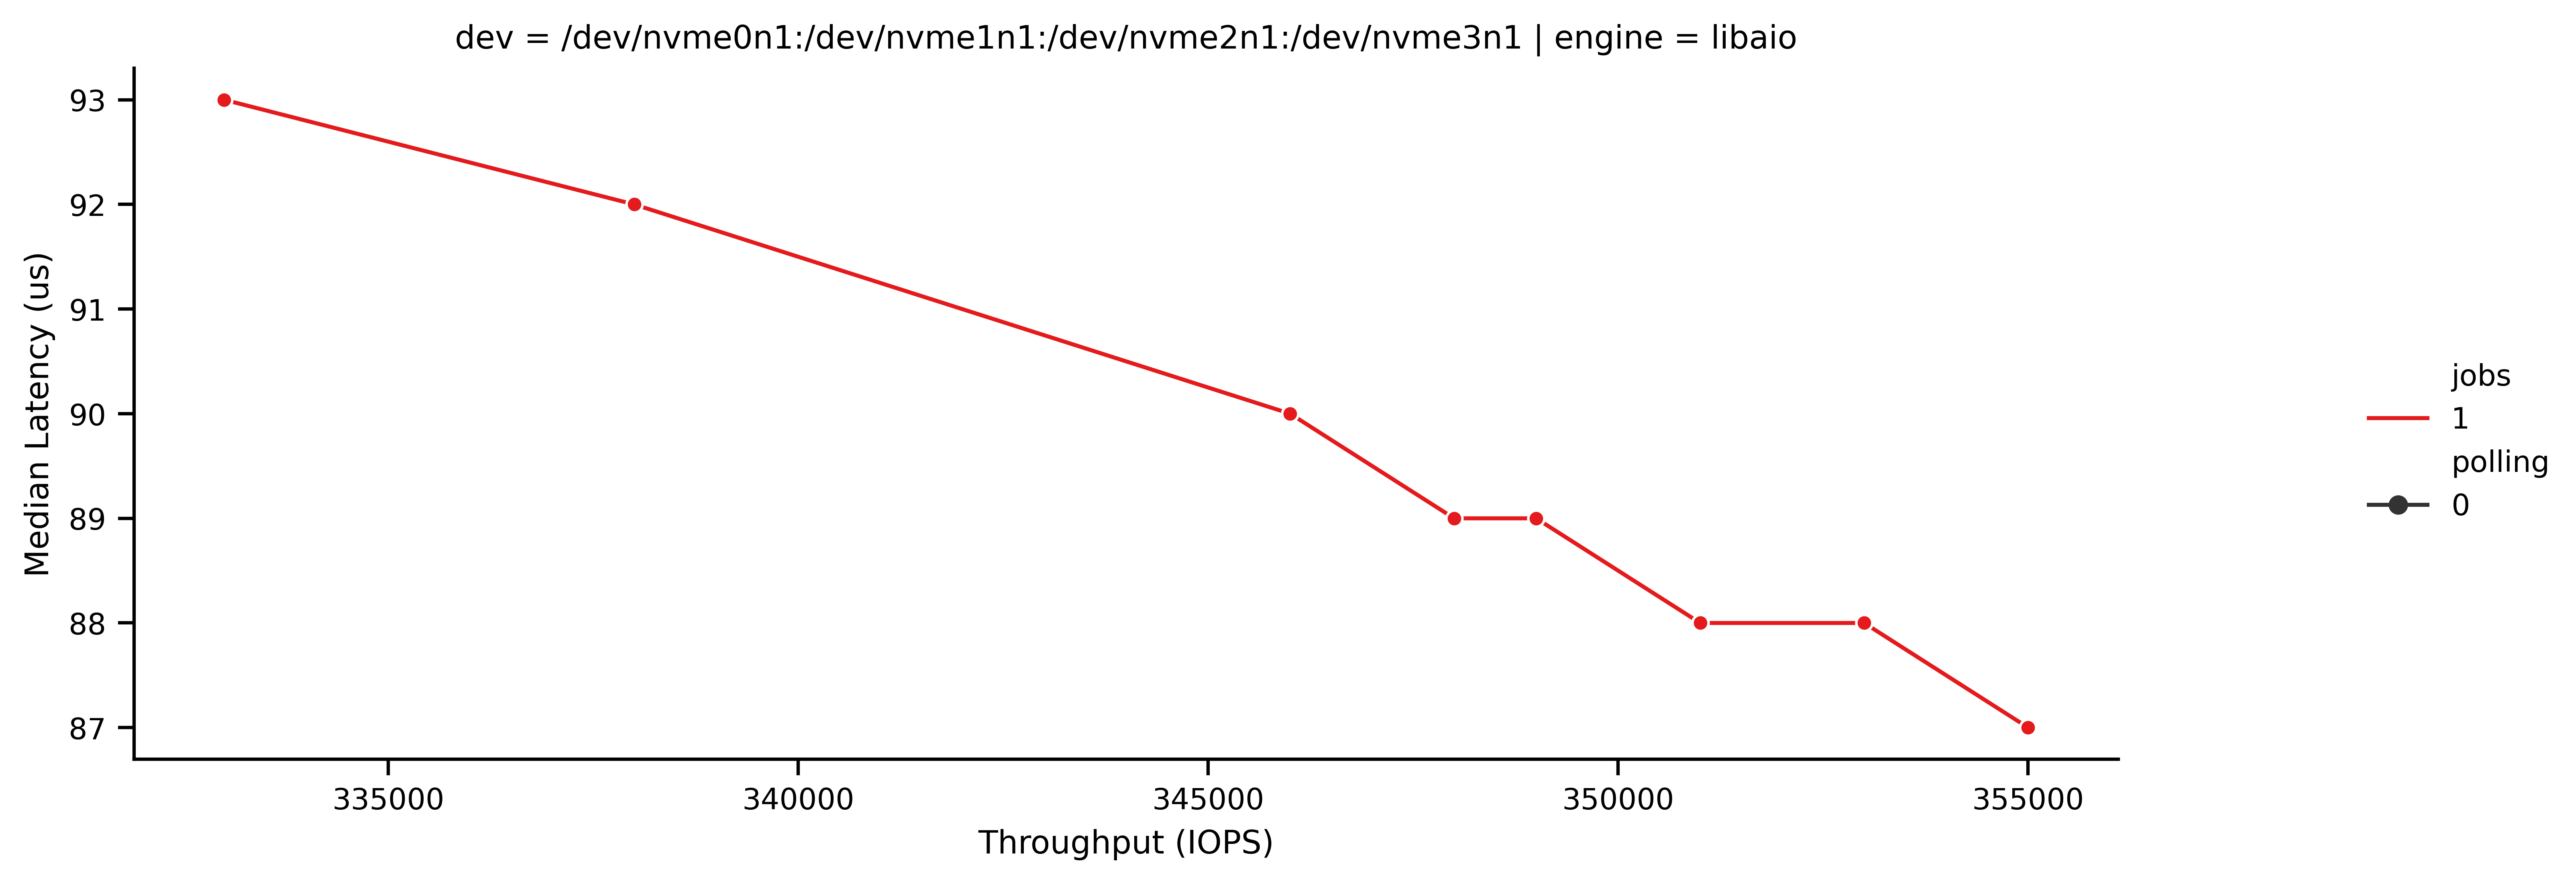 dev = /dev/nvme0n1:/dev/nvme1n1:/dev/nvme2n1:/dev/nvme3n1 | engine = libaio
Median Latency (us)
93
92
91
90
89
88
87
335000
340000
345000
350000
355000
Throughput (IOPS)
jobs
1
polling
0